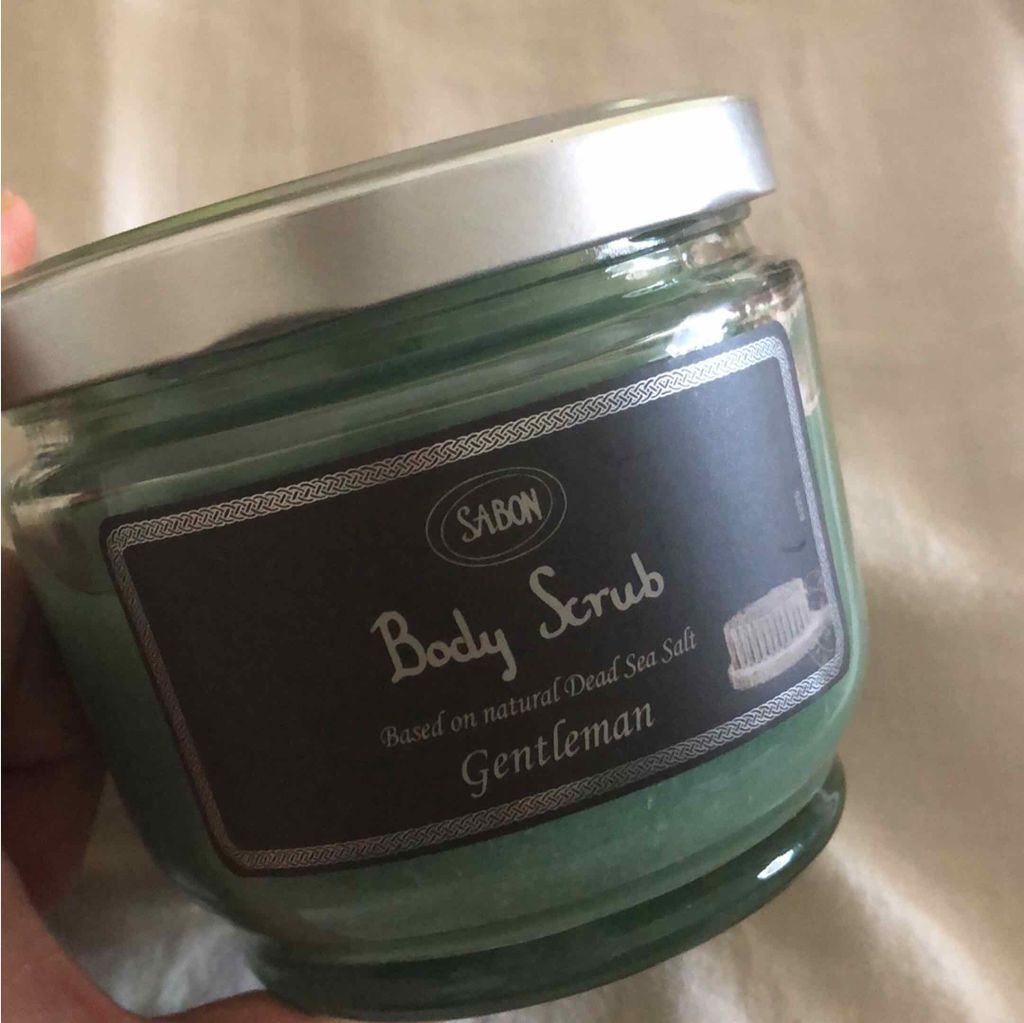 SABON
Body Scrub
Based on natural Dead Sea Salt
Gentleman